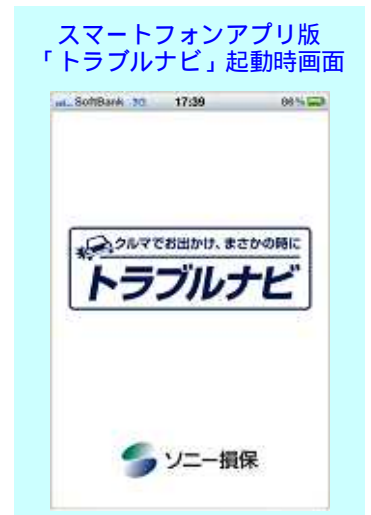 スマートフォンアプリ版
「トラブルナビ」起動時画面
SoftBank 3G 17:39 86%
クルマでお出かけ、まさかの時に
トラブルナビ
ソニー損保